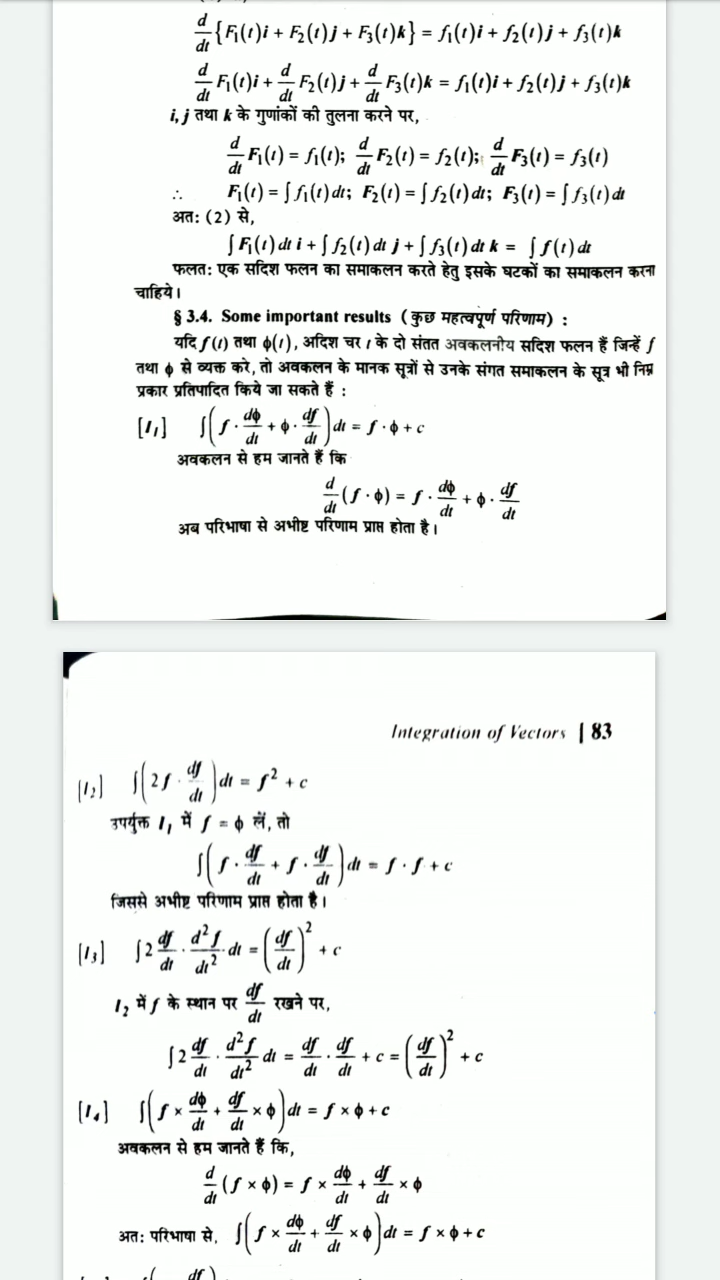 d/dt {F₁(t)i + F₂(t)j + F₃(t)k} = f₁(t)i + f₂(t)j + f₃(t)k
d/dt F₁(t)i + d/dt F₂(t)j + d/dt F₃(t)k = f₁(t)i + f₂(t)j + f₃(t)k
i, j तथा k के गुणांकों की तुलना करने पर,
d/dt F₁(t) = f₁(t); d/dt F₂(t) = f₂(t); d/dt F₃(t) = f₃(t)
∴ F₁(t) = ∫ f₁(t) dt; F₂(t) = ∫ f₂(t) dt; F₃(t) = ∫ f₃(t) dt
अतः (2) से,
∫ F₁(t) dt i + ∫ f₂(t) dt j + ∫ f₃(t) dt k = ∫ f(t) dt
फलतः एक सदिश फलन का समाकलन करते हेतु इसके घटकों का समाकलन करना
चाहिये।
§ 3.4. Some important results (कुछ महत्वपूर्ण परिणाम) :
यदि f(t) तथा ϕ(t), अदिश चर t के दो संतत अवकलनीय सदिश फलन हैं जिन्हें f
तथा ϕ से व्यक्त करे, तो अवकलन के मानक सूत्रों से उनके संगत समाकलन के सूत्र भी निम्न
प्रकार प्रतिपादित किये जा सकते हैं :
[I₁] ∫(f · dϕ/dt + ϕ · df/dt) dt = f · ϕ + c
अवकलन से हम जानते हैं कि
d/dt (f · ϕ) = f · dϕ/dt + ϕ · df/dt
अब परिभाषा से अभीष्ट परिणाम प्राप्त होता है।
Integration of Vectors | 83
[I₂] ∫(2f · df/dt) dt = f² + c
उपर्युक्त I₁ में f = ϕ लें, तो
∫(f · df/dt + f · df/dt) dt = f · f + c
जिससे अभीष्ट परिणाम प्राप्त होता है।
[I₃] ∫ 2 df/dt · d²f/dt² · dt = (df/dt)² + c
I₂ में f के स्थान पर df/dt रखने पर,
∫ 2 df/dt · d²f/dt² dt = df/dt · df/dt + c = (df/dt)² + c
[I₄] ∫(f × dϕ/dt + df/dt × ϕ) dt = f × ϕ + c
अवकलन से हम जानते हैं कि,
d/dt (f × ϕ) = f × dϕ/dt + df/dt × ϕ
अतः परिभाषा से, ∫(f × dϕ/dt + df/dt × ϕ) dt = f × ϕ + c